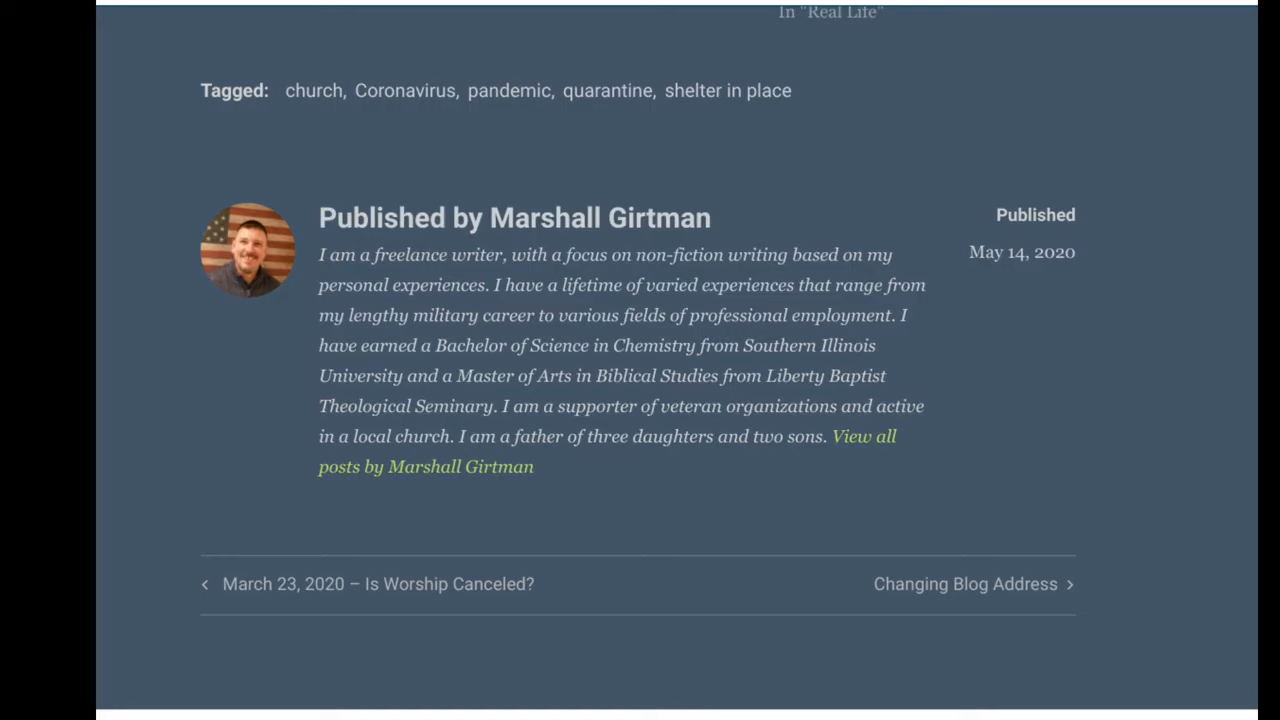 In "Real Life"
Tagged: church, Coronavirus, pandemic, quarantine, shelter in place
Published by Marshall Girtman
Published
I am a freelance writer, with a focus on non-fiction writing based on my
May 14, 2020
personal experiences. I have a lifetime of varied experiences that range from
my lengthy military career to various fields of professional employment. I
have earned a Bachelor of Science in Chemistry from Southern Illinois
University and a Master of Arts in Biblical Studies from Liberty Baptist
Theological Seminary. I am a supporter of veteran organizations and active
in a local church. I am a father of three daughters and two sons. View all
posts by Marshall Girtman
< March 23, 2020 – Is Worship Canceled?
Changing Blog Address >